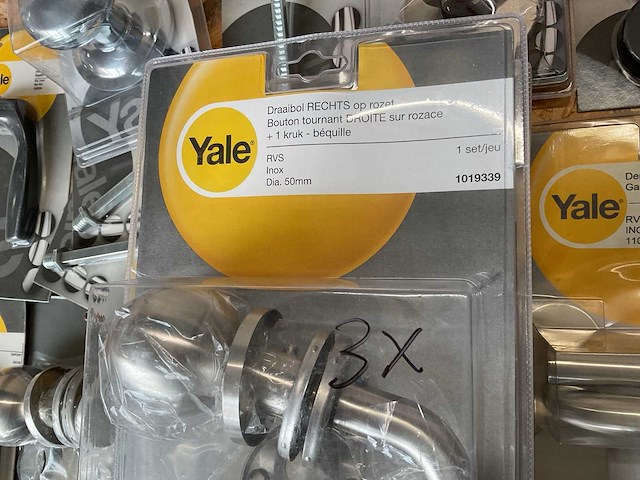 Yale
Draaibol RECHTS op rozet
Bouton tournant DROITE sur rozace
+ 1 kruk - béquille
RVS
Inox
Dia. 50mm
1 set/jeu
1019339
3X
Yale
RVS